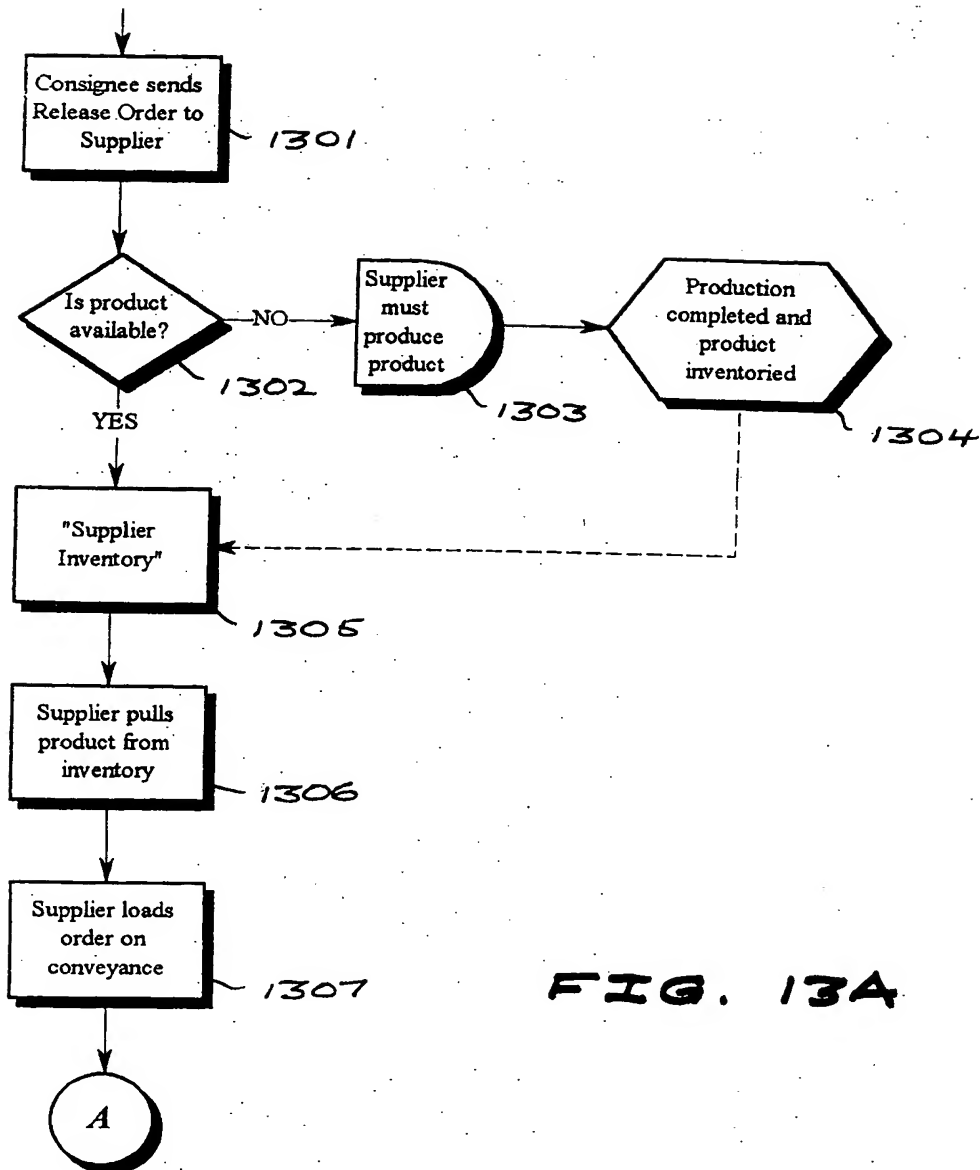 Consignee sends
Release Order to
Supplier
1301
Is product
available?
1302
NO
Supplier
must
produce
product
1303
Production
completed and
product
inventoried
1304
YES
"Supplier
Inventory"
1305
Supplier pulls
product from
inventory
1306
Supplier loads
order on
conveyance
1307
FIG. 13A
A